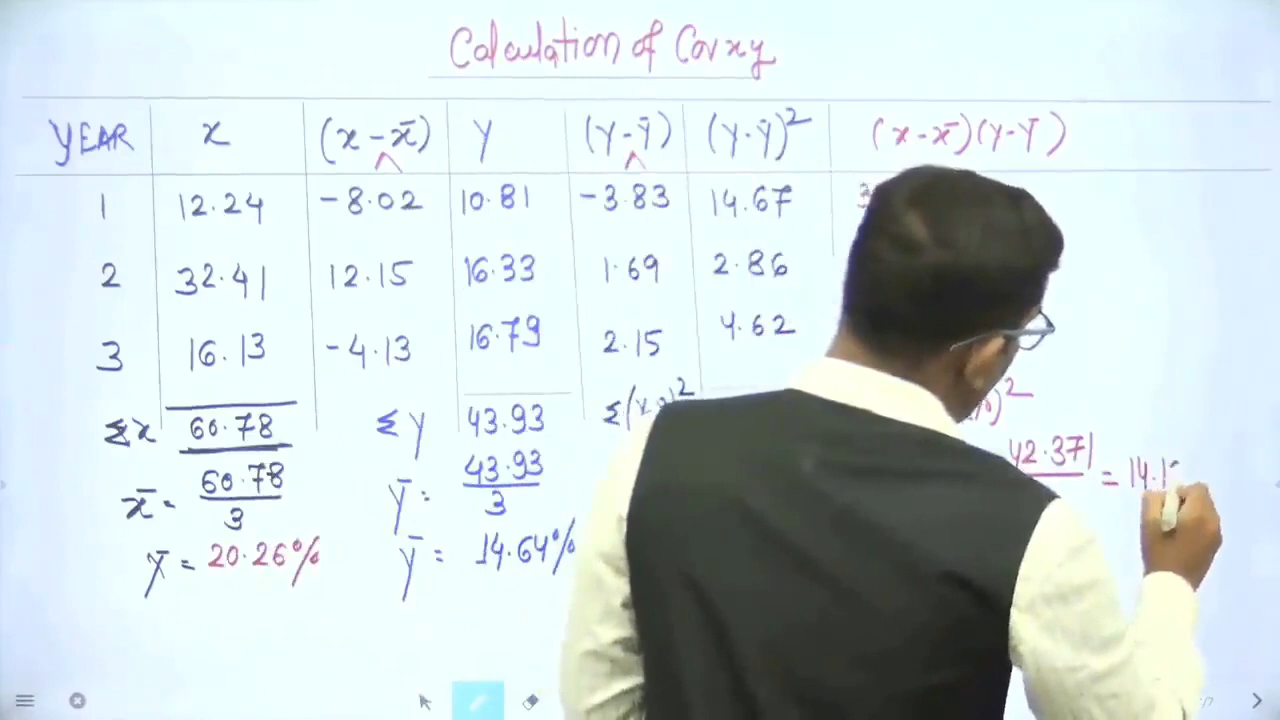 Calculation of Cov xy
YEAR x (x - x̄) Y (Y - Ȳ) (Y - Ȳ)² (x - x̄)(Y - Ȳ)
1 12.24 -8.02 10.81 -3.83 14.67
2 32.41 12.15 16.33 1.69 2.86
3 16.13 -4.13 16.79 2.15 4.62
Σx 60.78 ΣY 43.93
x̄ = 60.78 / 3 Ȳ = 43.93 / 3 42.371 = 14.1
Ȳ = 20.26% Ȳ = 14.64%